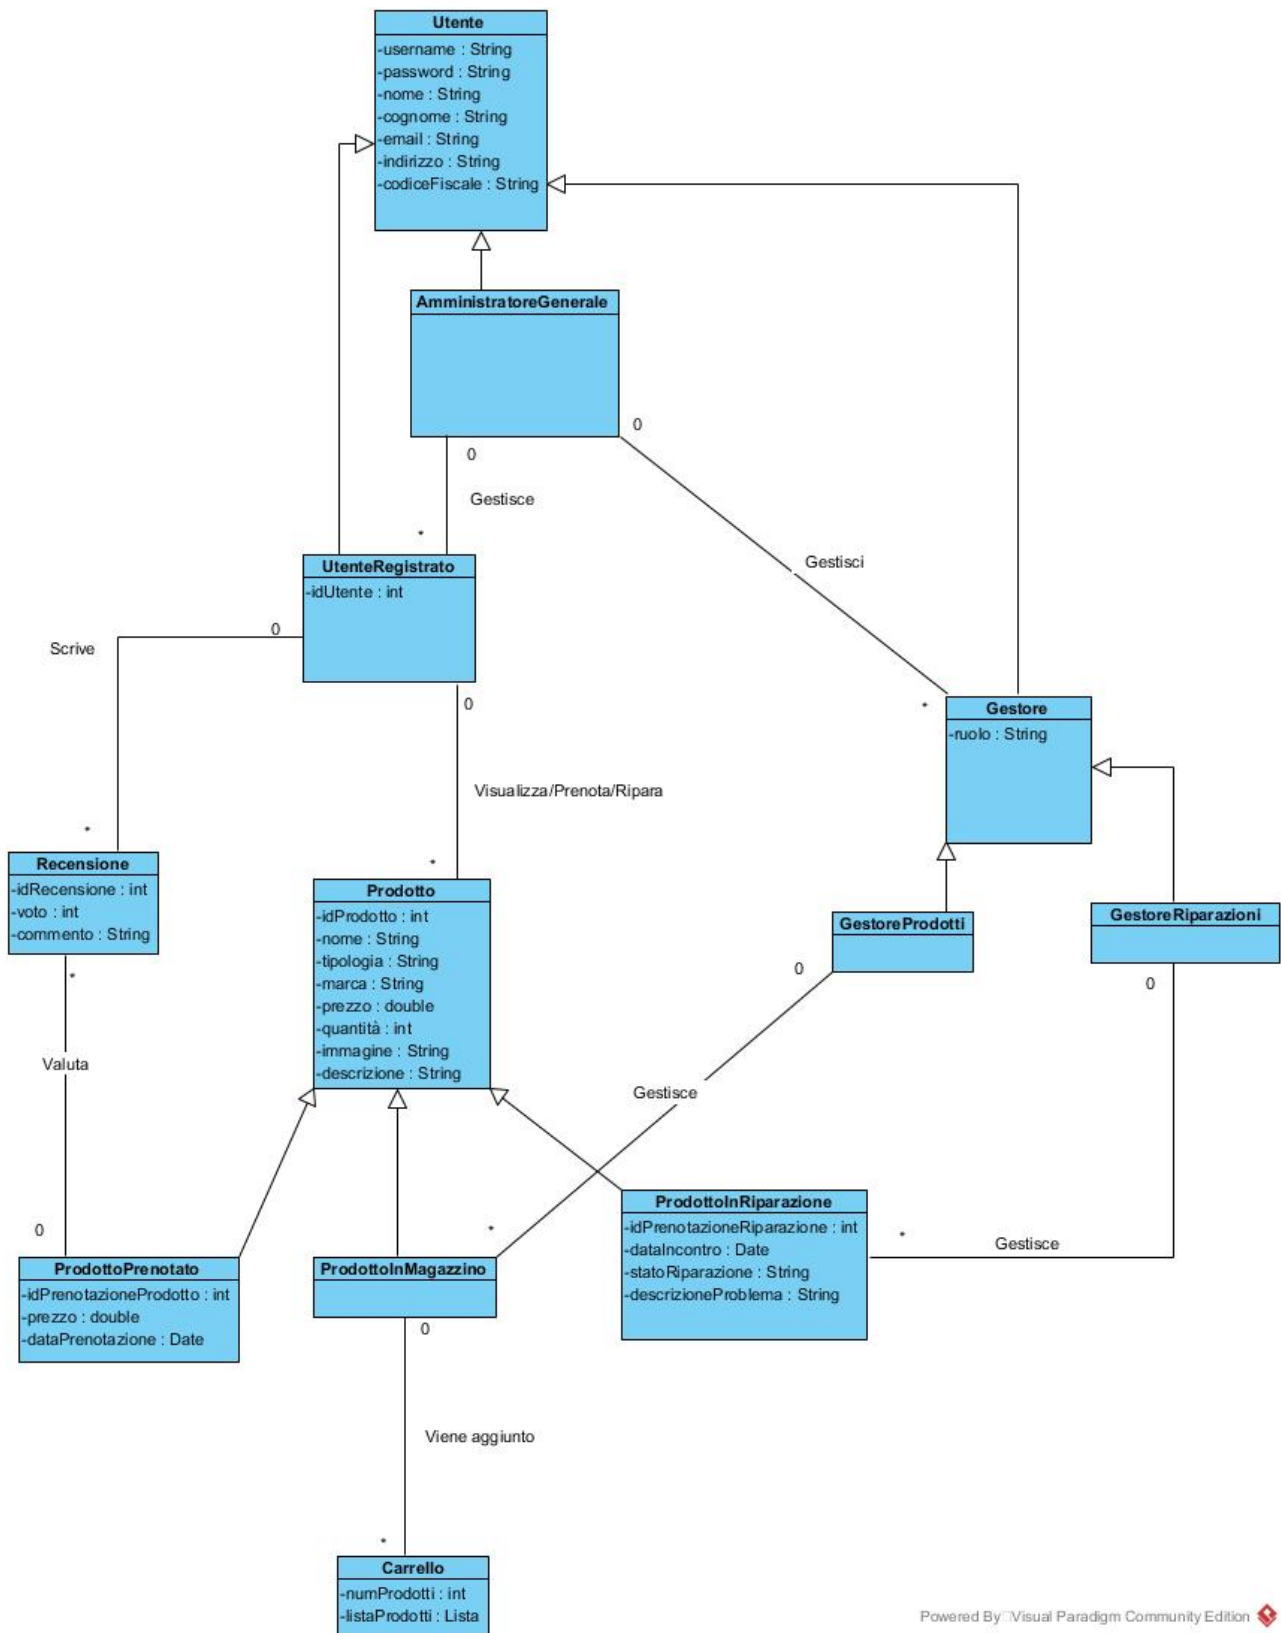 Utente
-username : String
-password : String
-nome : String
-cognome : String
-email : String
-indirizzo : String
-codiceFiscale : String
AmministratoreGenerale
0
0
Gestisce
*
Gestisci
UtenteRegistrato
-idUtente : int
0
Scrive
0
*
Gestore
-ruolo : String
Visualizza/Prenota/Ripara
*
*
Recensione
-idRecensione : int
-voto : int
-commento : String
*
Prodotto
-idProdotto : int
-nome : String
-tipologia : String
-marca : String
-prezzo : double
-quantità : int
-immagine : String
-descrizione : String
GestoreProdotti
0
GestoreRiparazioni
0
Valuta
Gestisce
0
*
ProdottoInRiparazione
-idPrenotazioneRiparazione : int
-dataIncontro : Date
-statoRiparazione : String
-descrizioneProblema : String
*
Gestisce
ProdottoPrenotato
-idPrenotazioneProdotto : int
-prezzo : double
-dataPrenotazione : Date
ProdottoInMagazzino
0
Viene aggiunto
*
Carrello
-numProdotti : int
-listaProdotti : Lista
Powered By Visual Paradigm Community Edition